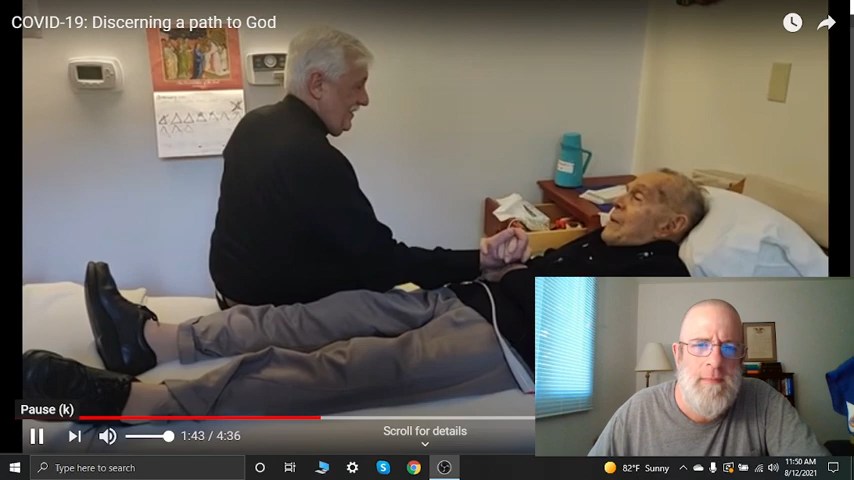 COVID-19: Discerning a path to God
Pause (k)
1:43 / 4:36
Scroll for details
Type here to search
82°F Sunny
11:50 AM
8/12/2021